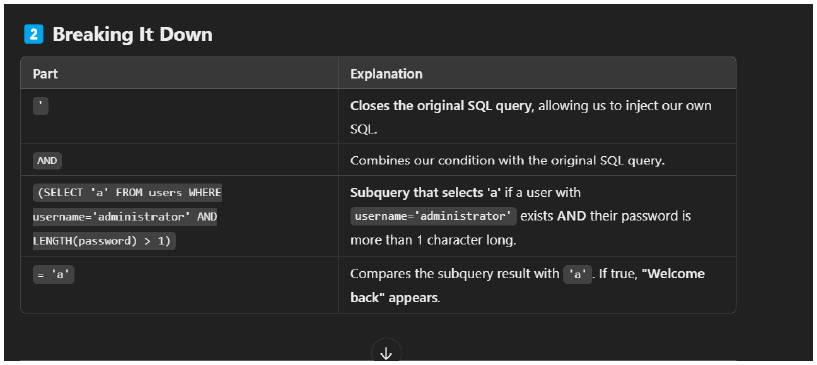 2 Breaking It Down
Part Explanation
' Closes the original SQL query, allowing us to inject our own
SQL.
AND Combines our condition with the original SQL query.
(SELECT 'a' FROM users WHERE Subquery that selects 'a' if a user with
username='administrator' AND username='administrator' exists AND their password is
LENGTH(password) > 1) more than 1 character long.
= 'a' Compares the subquery result with 'a'. If true, "Welcome
back" appears.